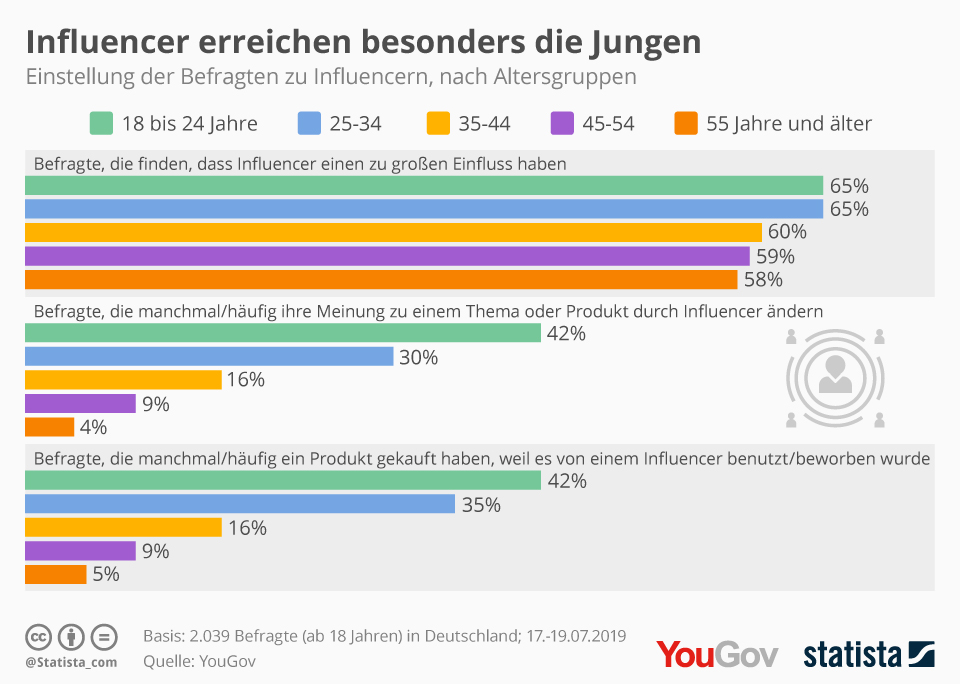 Influencer erreichen besonders die Jungen
Einstellung der Befragten zu Influencern, nach Altersgruppen
18 bis 24 Jahre 25-34 35-44 45-54 55 Jahre und älter
Befragte, die finden, dass Influencer einen zu großen Einfluss haben
65%
65%
60%
59%
58%
Befragte, die manchmal/häufig ihre Meinung zu einem Thema oder Produkt durch Influencer ändern
42%
30%
16%
9%
4%
Befragte, die manchmal/häufig ein Produkt gekauft haben, weil es von einem Influencer benutzt/beworben wurde
42%
35%
16%
9%
5%
cc
@Statista_com
Basis: 2.039 Befragte (ab 18 Jahren) in Deutschland; 17.-19.07.2019
Quelle: YouGov
YouGov
statista